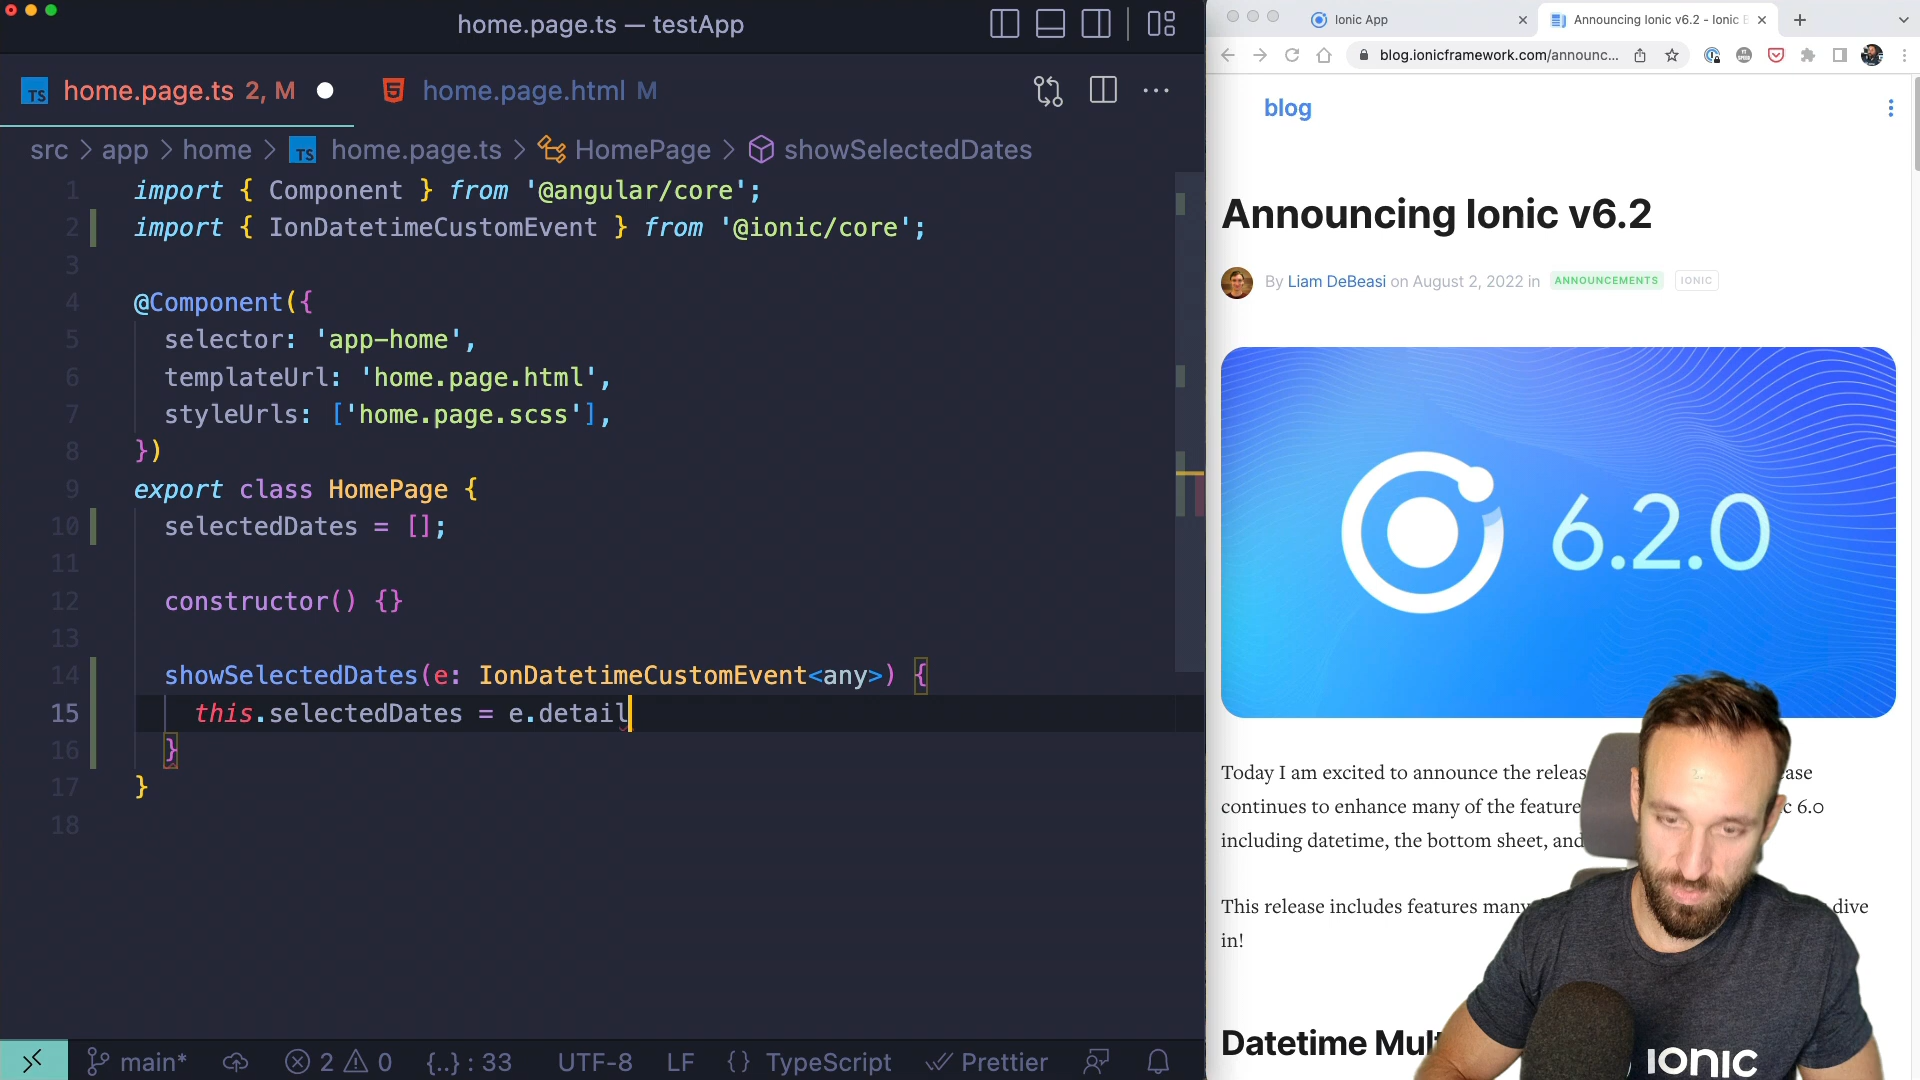 home.page.ts — testApp
home.page.ts 2, M
home.page.html M
src > app > home > TS home.page.ts > HomePage > showSelectedDates
1 import { Component } from '@angular/core';
2 import { IonDatetimeCustomEvent } from '@ionic/core';
3
4 @Component({
5 selector: 'app-home',
6 templateUrl: 'home.page.html',
7 styleUrls: ['home.page.scss'],
8 })
9 export class HomePage {
10 selectedDates = [];
11
12 constructor() {}
13
14 showSelectedDates(e: IonDatetimeCustomEvent<any>) {
15 this.selectedDates = e.detail
16 }
17 }
18
main* 2 0 {..} : 33 UTF-8 LF {} TypeScript Prettier
Ionic App
Announcing Ionic v6.2 - Ionic B
blog.ionicframework.com/announc...
blog
Announcing Ionic v6.2
By Liam DeBeasi on August 2, 2022 in ANNOUNCEMENTS IONIC
6.2.0
Today I am excited to announce the releas ease
continues to enhance many of the feature c 6.0
including datetime, the bottom sheet, and
This release includes features many dive
in!
Datetime Mul
IONIC